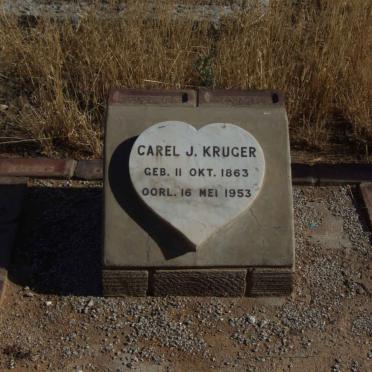 CAREL J. KRUGER
GEB. 11 OKT. 1863
OORL. 16 MEI 1953